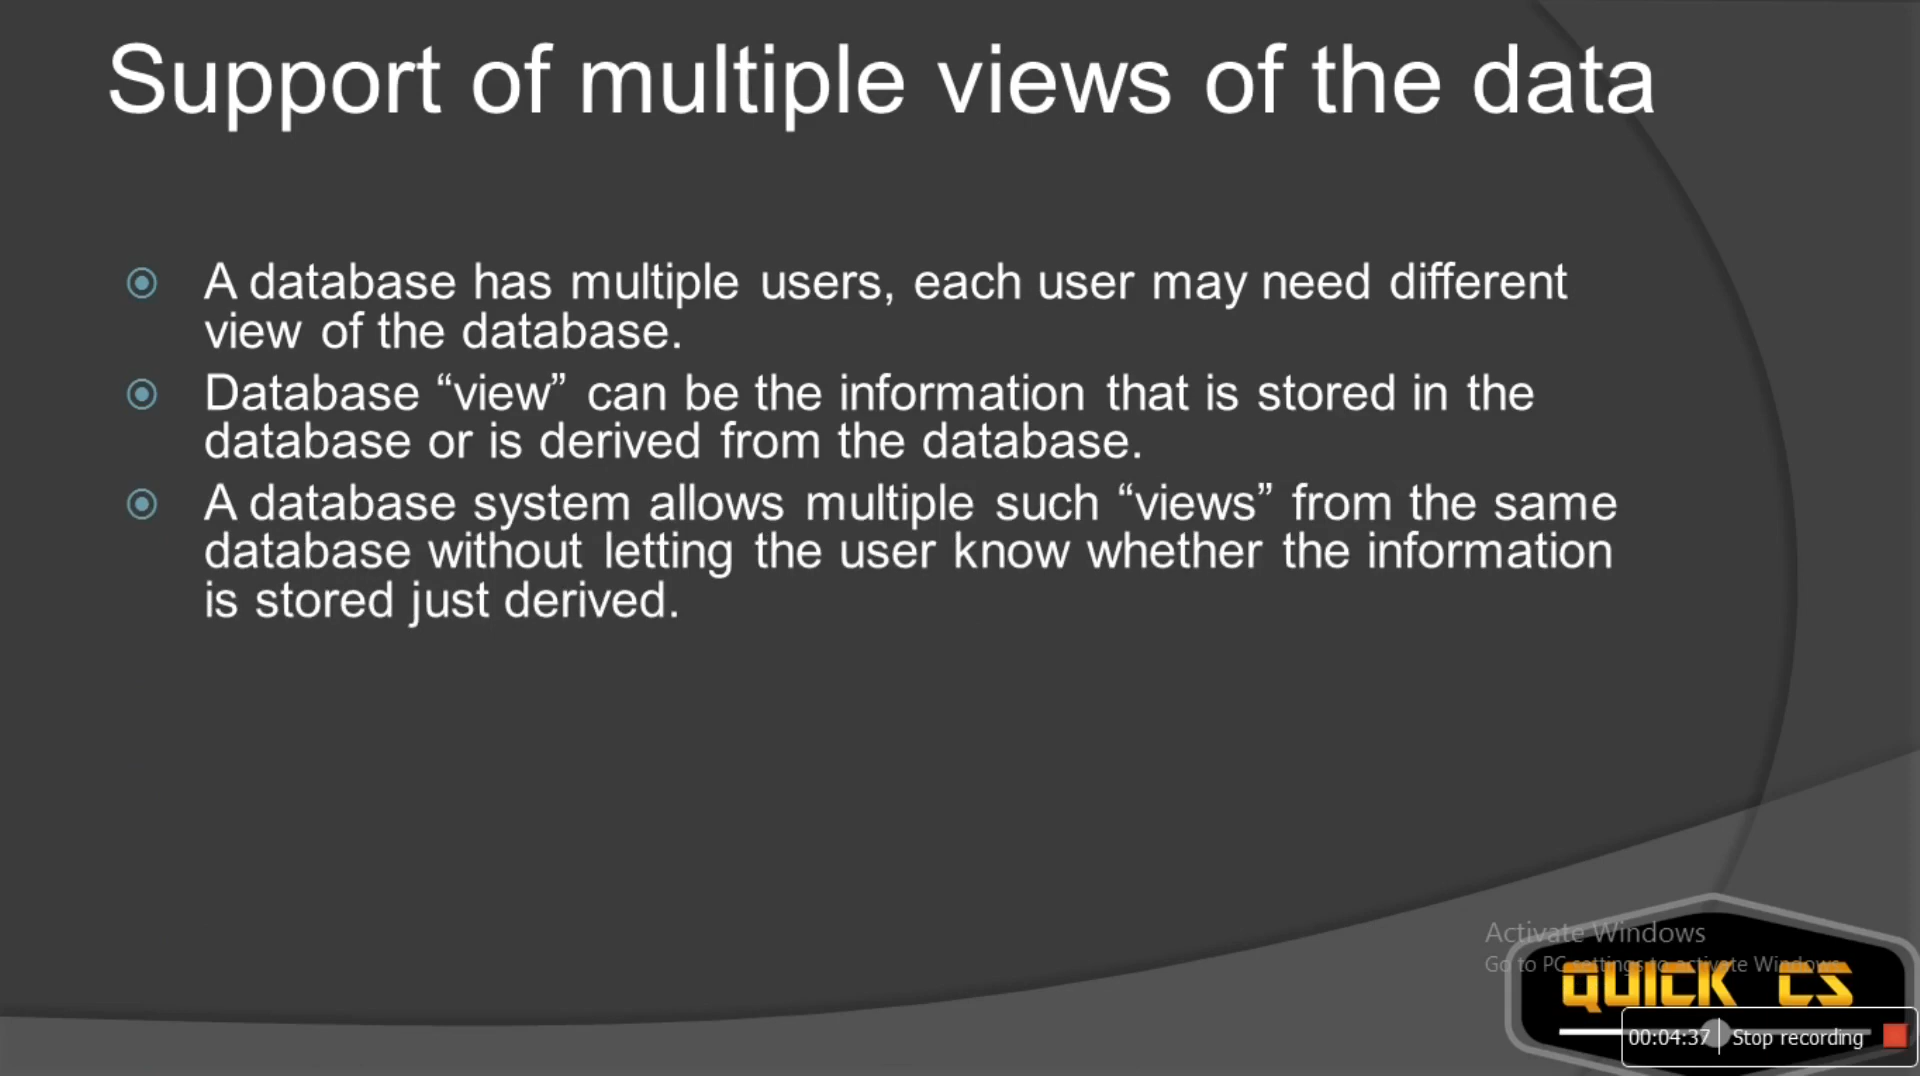 Support of multiple views of the data
A database has multiple users, each user may need different
view of the database.
Database “view” can be the information that is stored in the
database or is derived from the database.
A database system allows multiple such “views” from the same
database without letting the user know whether the information
is stored just derived.
Activate Windows
Go to PC settings to activate Windows.
QUICK CS
00:04:37 Stop recording